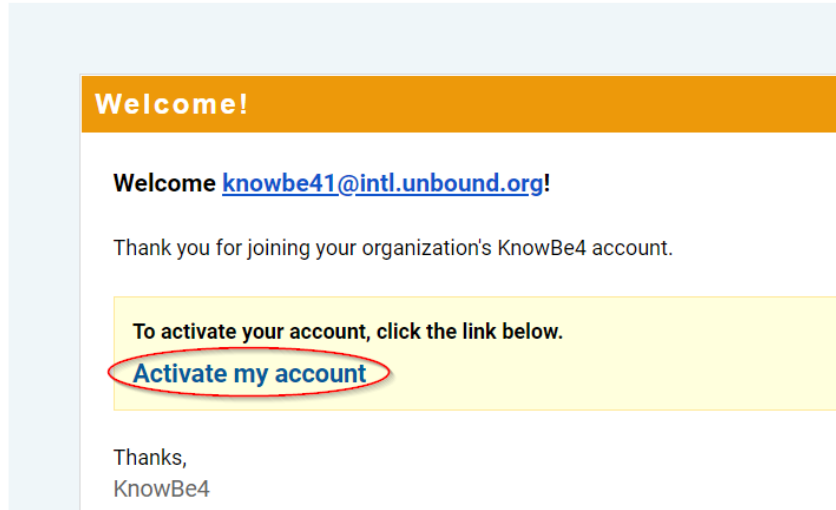 Welcome!
Welcome knowbe41@intl.unbound.org!
Thank you for joining your organization's KnowBe4 account.
To activate your account, click the link below.
Activate my account
Thanks,
KnowBe4